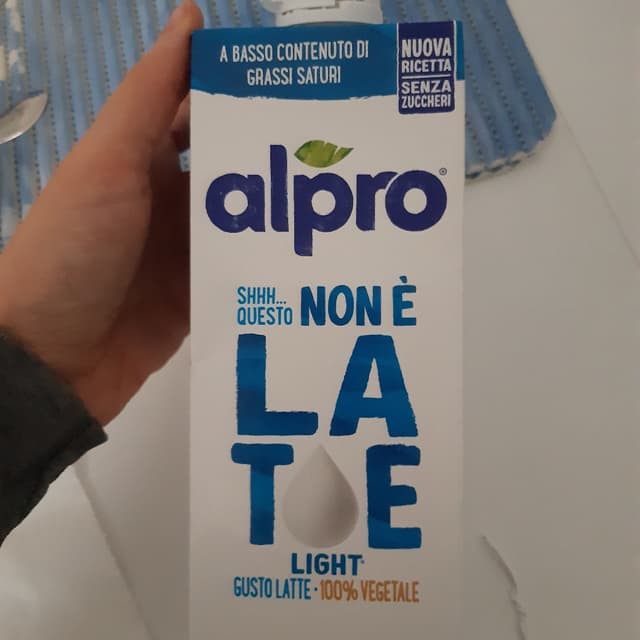 A BASSO CONTENUTO DI
GRASSI SATURI
NUOVA
RICETTA
SENZA
ZUCCHERI
alpro®
SHHH...
QUESTO NON È
LA
T E
LIGHT*
GUSTO LATTE · 100% VEGETALE